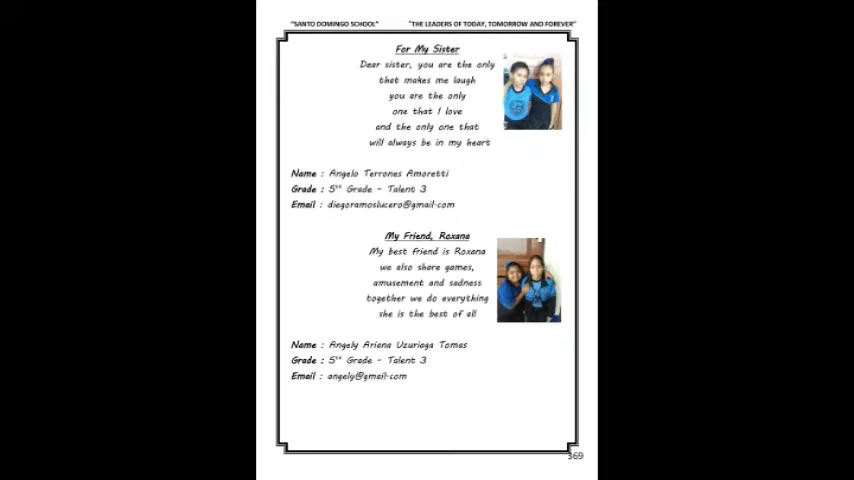 "SANTO DOMINGO SCHOOL" "THE LEADERS OF TODAY, TOMORROW AND FOREVER"
For My Sister
Dear sister, you are the only
that makes me laugh
you are the only
one that I love
and the only one that
will always be in my heart
Name : Angelo Terrones Amoretti
Grade : 5th Grade – Talent 3
Email : diegoramoslucero@gmail.com
My Friend, Roxana
My best friend is Roxana
we also share games,
amusement and sadness
together we do everything
she is the best of all
Name : Angely Ariana Uzuriaga Tomas
Grade : 5th Grade – Talent 3
Email : angely@gmail.com
369